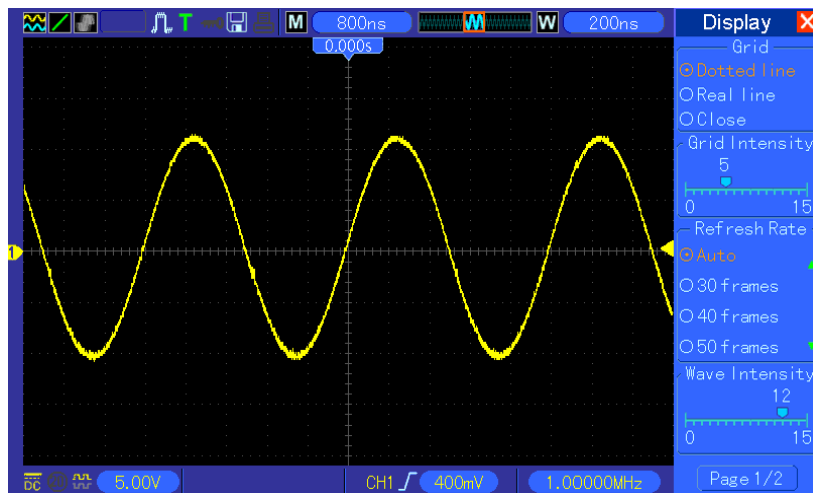 T M 800ns W 200ns
0.000s
1
DC 5.00V CH1 400mV 1.00000MHz
Display X
Grid
Dotted line
Real line
Close
Grid Intensity
5
0 15
Refresh Rate
Auto
30 frames
40 frames
50 frames
Wave Intensity
12
0 15
Page 1/2